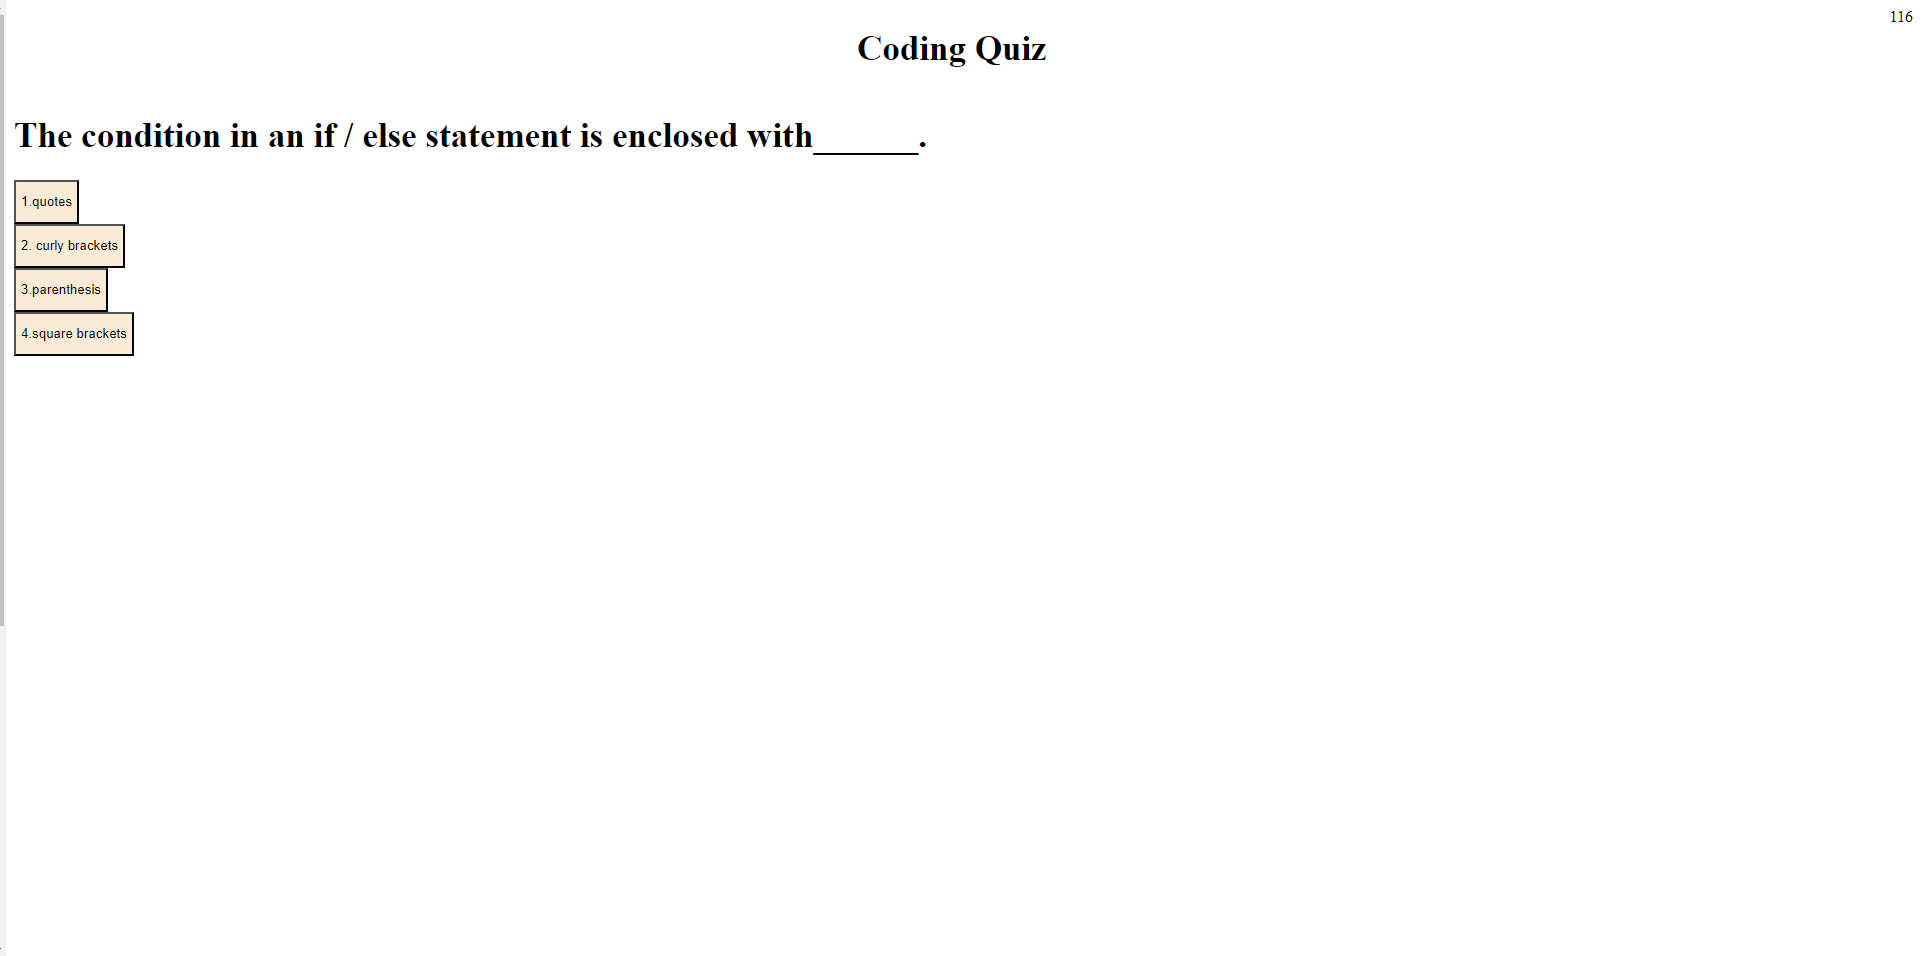 116
Coding Quiz
The condition in an if / else statement is enclosed with______.
1.quotes
2. curly brackets
3.parenthesis
4.square brackets